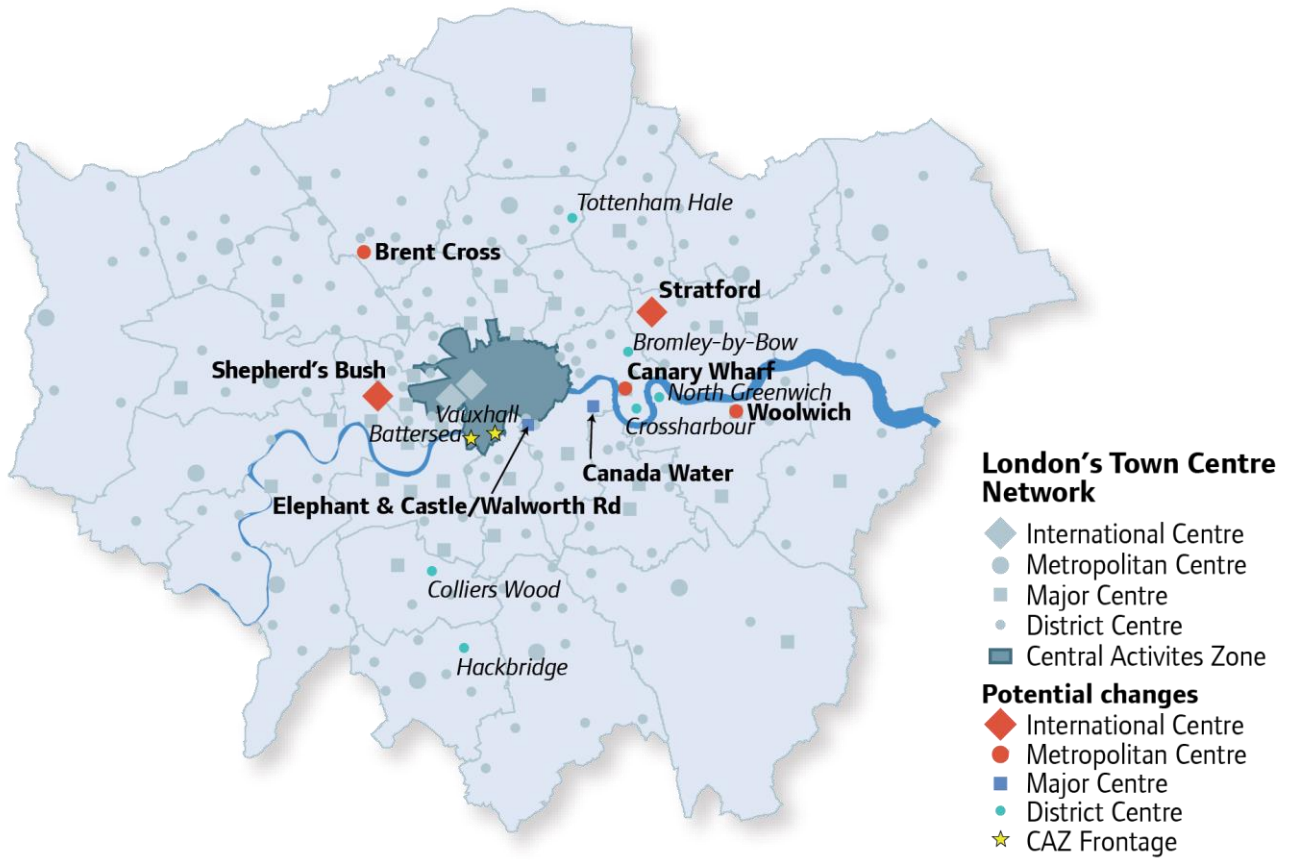 Tottenham Hale
Brent Cross
Stratford
Bromley-by-Bow
Shepherd's Bush
Canary Wharf
North Greenwich
Vauxhall
Woolwich
Battersea
Crossharbour
Canada Water
Elephant & Castle/Walworth Rd
Colliers Wood
Hackbridge
London's Town Centre
Network
International Centre
Metropolitan Centre
Major Centre
District Centre
Central Activites Zone
Potential changes
International Centre
Metropolitan Centre
Major Centre
District Centre
CAZ Frontage